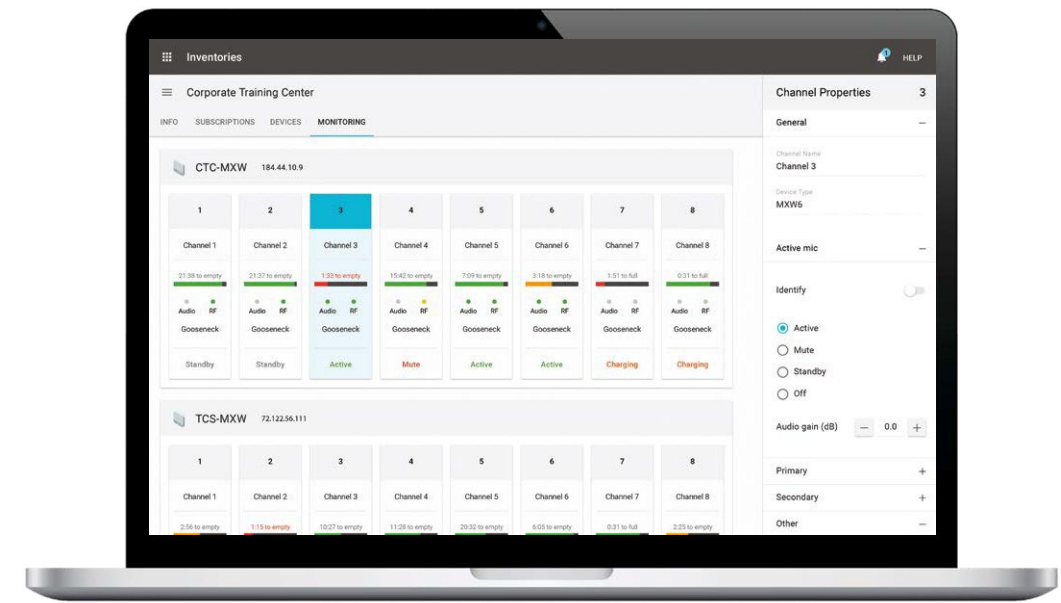 Inventories
1
HELP
Corporate Training Center
INFO SUBSCRIPTIONS DEVICES MONITORING
CTC-MXW 184.44.10.9
1 2 3 4 5 6 7 8
Channel 1 Channel 2 Channel 3 Channel 4 Channel 5 Channel 6 Channel 7 Channel 8
21:38 to empty 21:37 to empty 1:33 to empty 15:42 to empty 7:09 to empty 3:18 to empty 1:51 to full 0:31 to full
Audio RF Audio RF Audio RF Audio RF Audio RF Audio RF Audio RF Audio RF
Gooseneck Gooseneck Gooseneck Gooseneck Gooseneck Gooseneck Gooseneck Gooseneck
Standby Standby Active Mute Active Active Charging Charging
TCS-MXW 72.122.56.111
1 2 3 4 5 6 7 8
Channel 1 Channel 2 Channel 3 Channel 4 Channel 5 Channel 6 Channel 7 Channel 8
2:56 to empty 1:15 to empty 10:27 to empty 11:28 to empty 20:32 to empty 6:05 to empty 0:31 to full 2:25 to empty
Channel Properties 3
General −
Channel Name
Channel 3
Device Type
MXW6
Active mic −
Identify
Active
Mute
Standby
Off
Audio gain (dB) − 0.0 +
Primary +
Secondary +
Other −